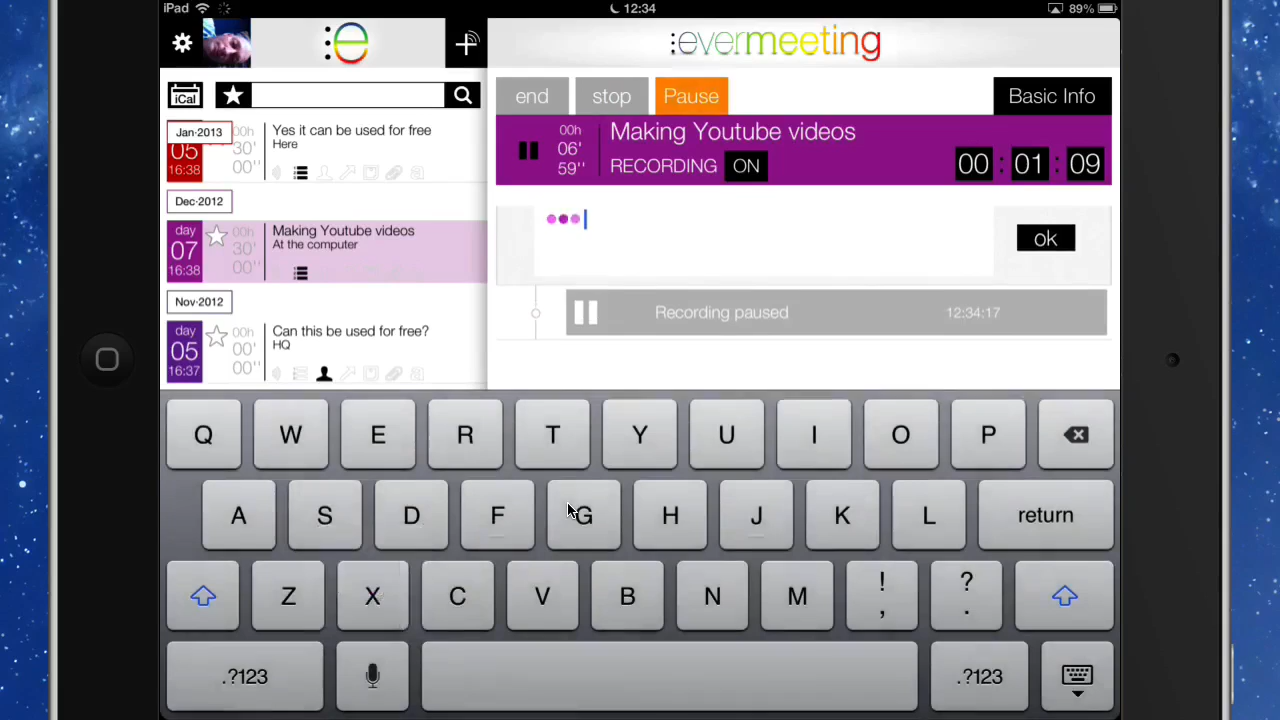 iPad
12:34
89%
:e
:evermeeting
iCal
end
stop
Pause
Basic Info
Jan·2013
05
16:38
00h
30'
00''
Yes it can be used for free
Here
00h
06'
59''
Making Youtube videos
RECORDING ON
00 : 01 : 09
Dec·2012
day
07
16:38
00h
30'
00''
Making Youtube videos
At the computer
ok
Nov·2012
Recording paused
12:34:17
day
05
16:37
00h
00'
00''
Can this be used for free?
HQ
Q W E R T Y U I O P
A S D F G H J K L return
Z X C V B N M ! , ? .
.?123
.?123